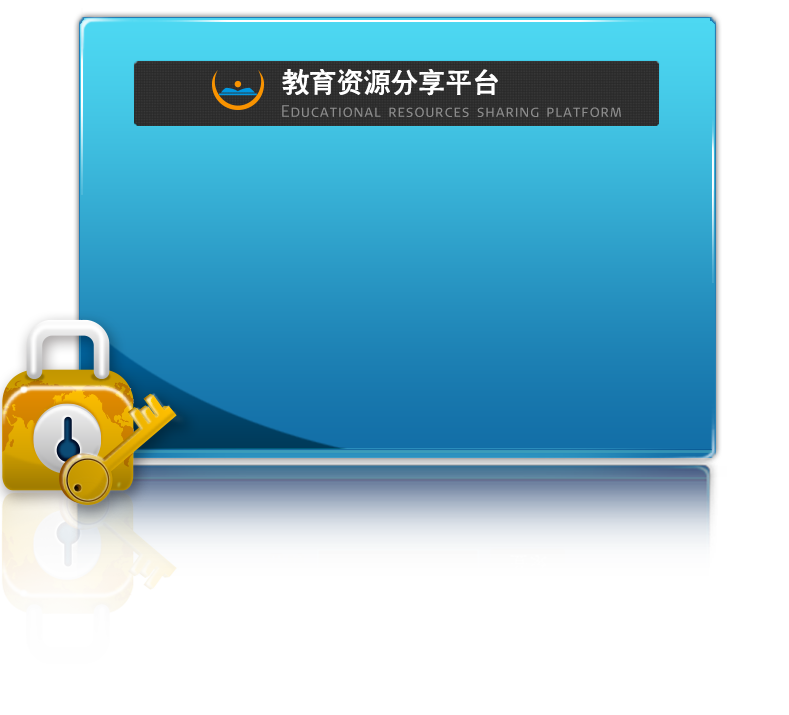 教育资源分享平台
Educational resources sharing platform